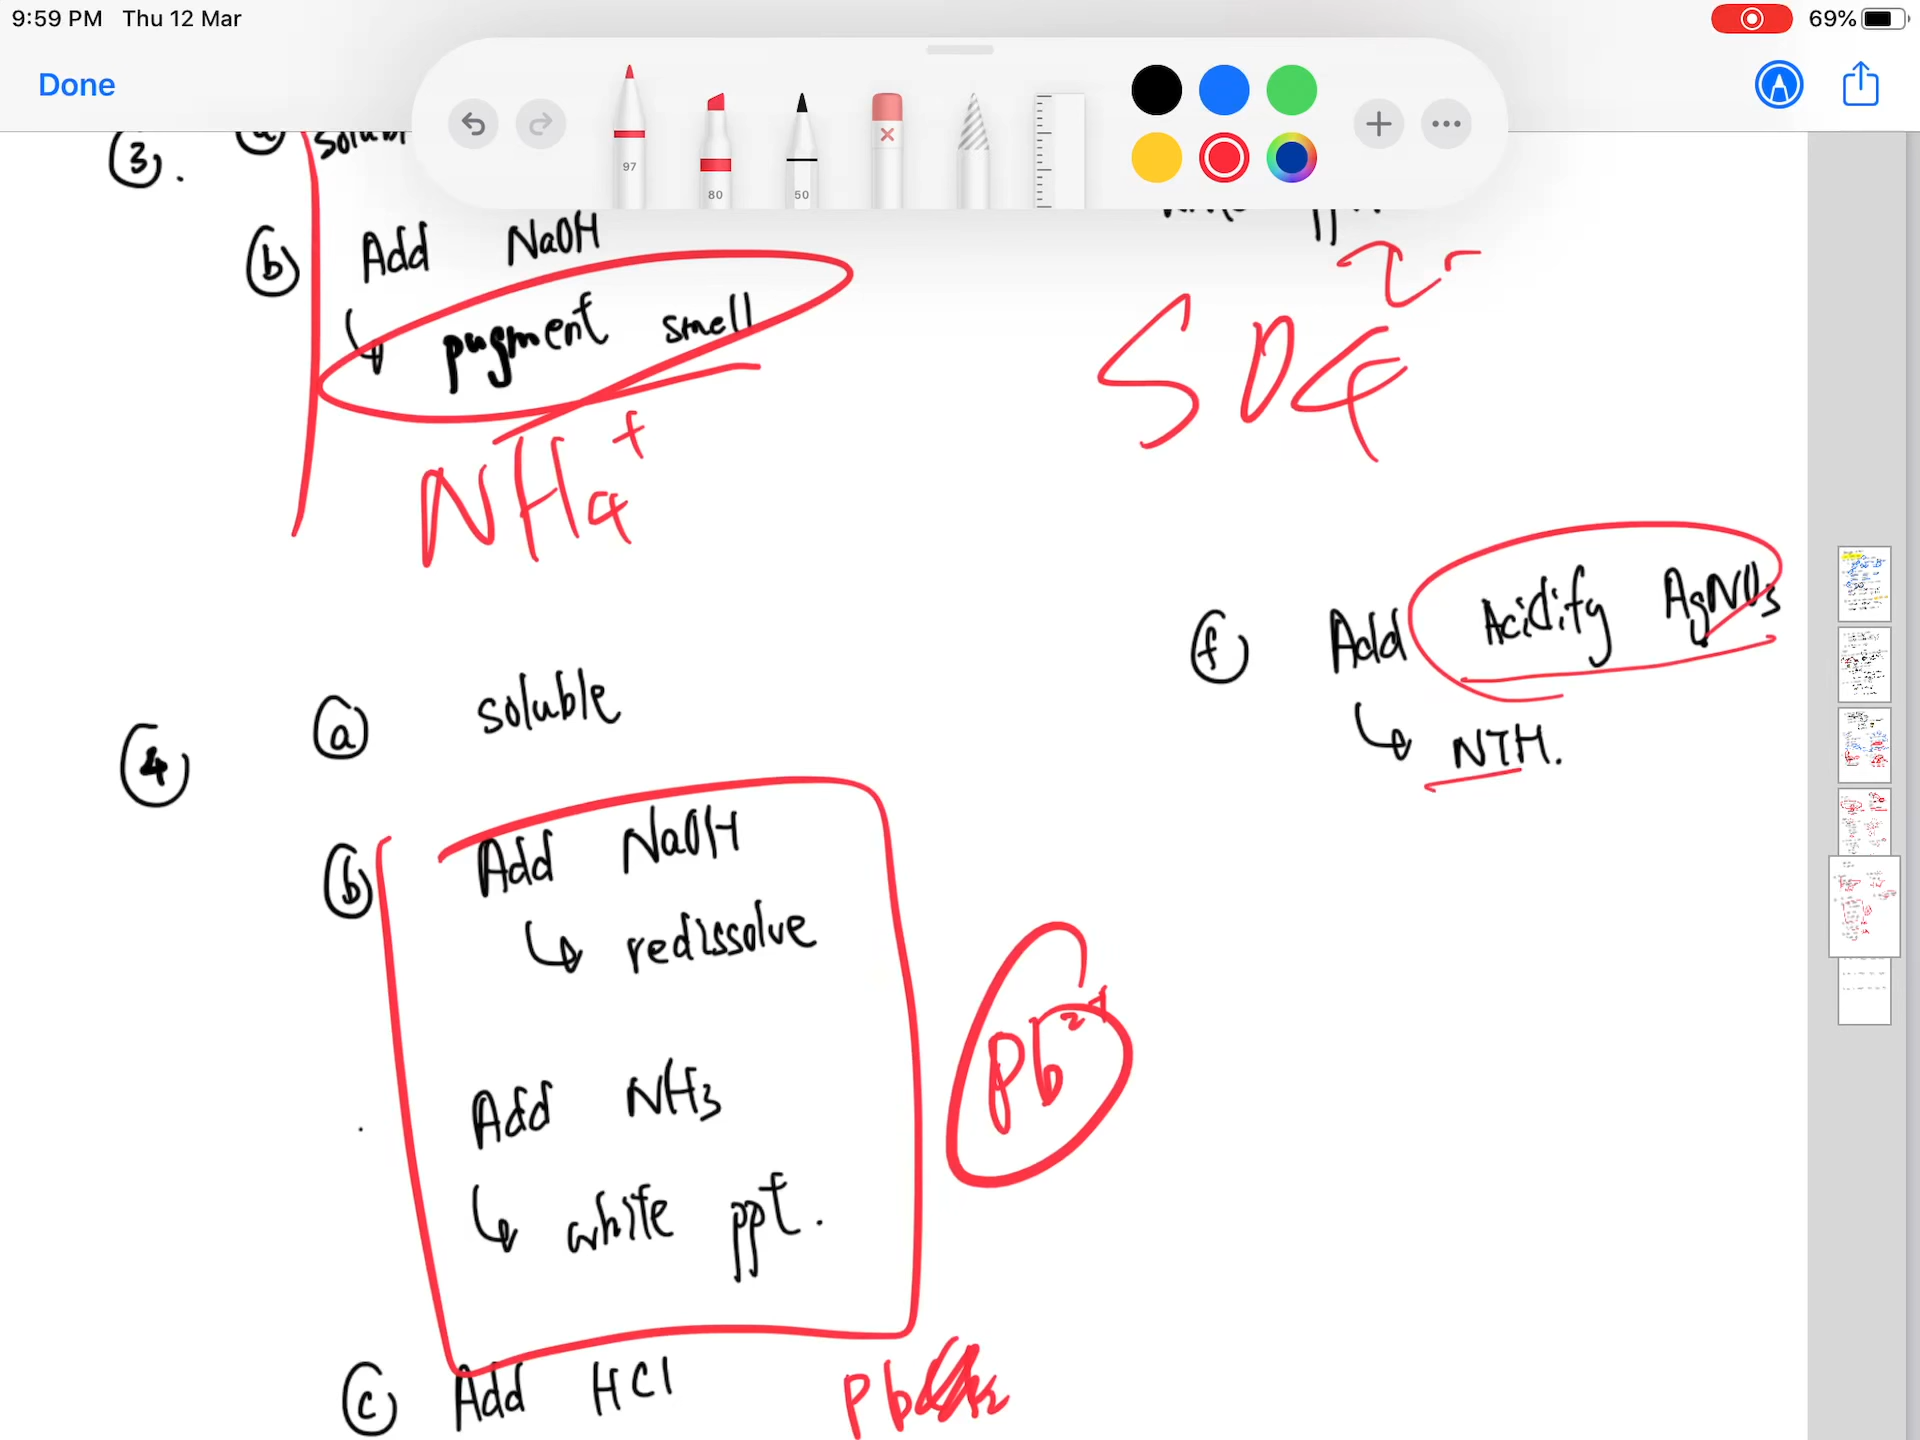 9:59 PM Thu 12 Mar
69%
Done
97
80
50
3.
a
b Add NaOH
↳ pugment smell
NH4+
2-
SO4
f Add Acidify AgNO3
↳ NTH.
4
a soluble
b Add NaOH
↳ redissolve
Add NH3
↳ white ppt.
Pb2+
c Add HCl
Pb